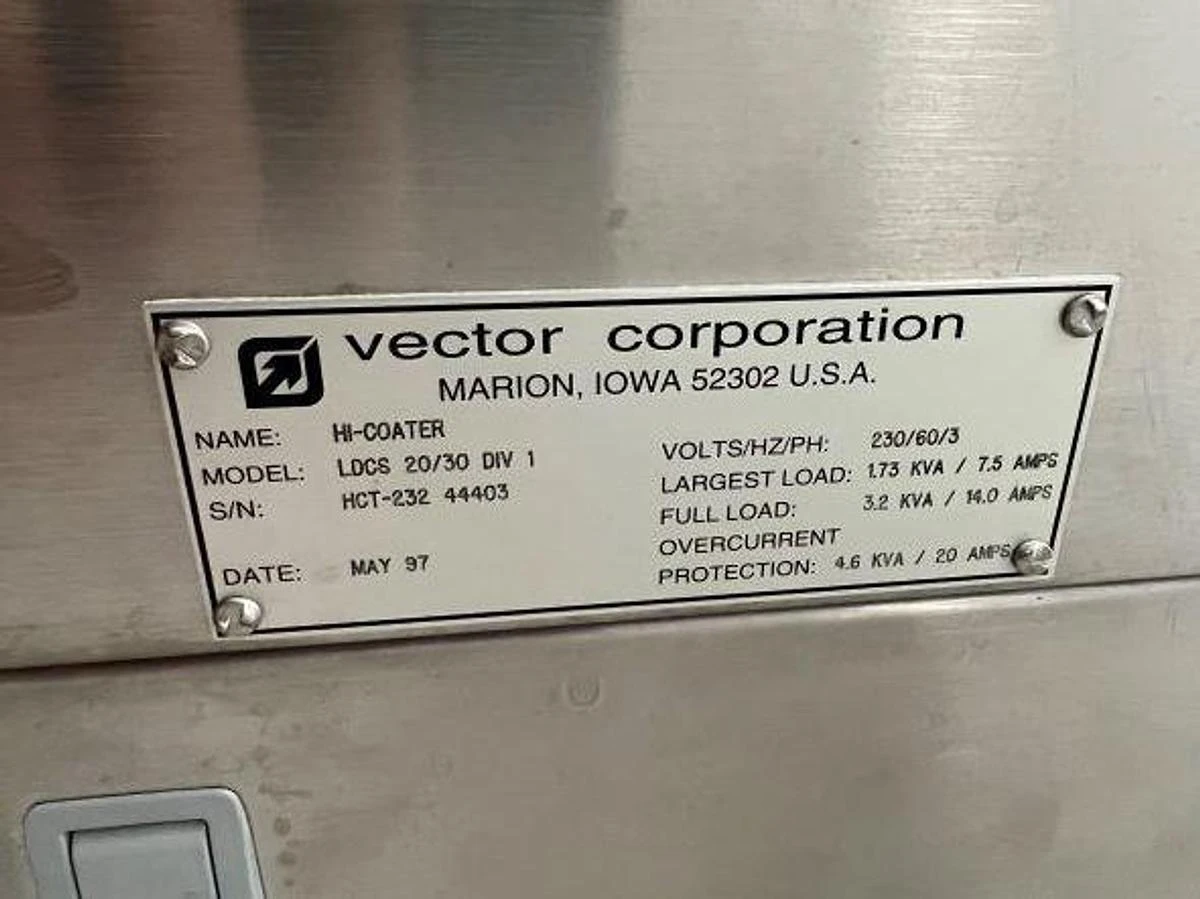 vector corporation
MARION, IOWA 52302 U.S.A.
NAME: HI-COATER
MODEL: LDCS 20/30 DIV 1
S/N: HCT-232 44403
DATE: MAY 97
VOLTS/HZ/PH: 230/60/3
LARGEST LOAD: 1.73 KVA / 7.5 AMPS
FULL LOAD: 3.2 KVA / 14.0 AMPS
OVERCURRENT
PROTECTION: 4.6 KVA / 20 AMPS